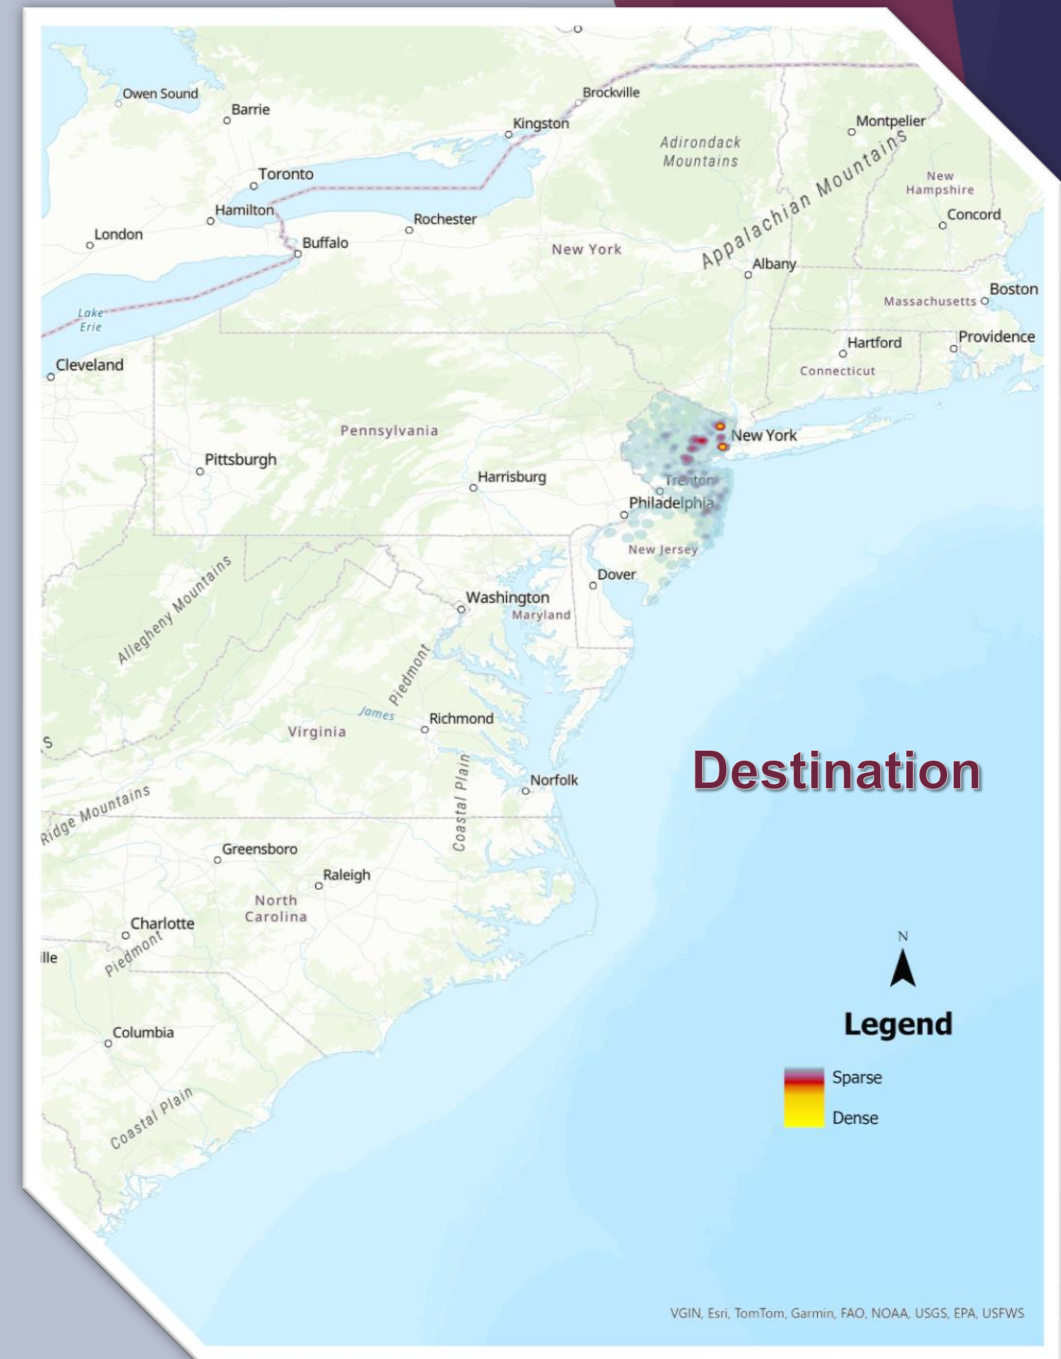 Owen Sound
Barrie
Brockville
Kingston
Montpelier
Adirondack
Mountains
Appalachian Mountains
Toronto
New
Hampshire
Hamilton
Concord
London
Rochester
Buffalo
New York
Albany
Boston
Massachusetts
Lake
Erie
Providence
Hartford
Cleveland
Connecticut
Pennsylvania
New York
Pittsburgh
Harrisburg
Trenton
Philadelphia
New Jersey
Dover
Washington
Maryland
Allegheny Mountains
Piedmont
James
Richmond
Virginia
S
Coastal Plain
Norfolk
Destination
Ridge Mountains
Greensboro
Raleigh
North
Carolina
Charlotte
Piedmont
lle
N
Columbia
Legend
Coastal Plain
Sparse
Dense
VGIN, Esri, TomTom, Garmin, FAO, NOAA, USGS, EPA, USFWS